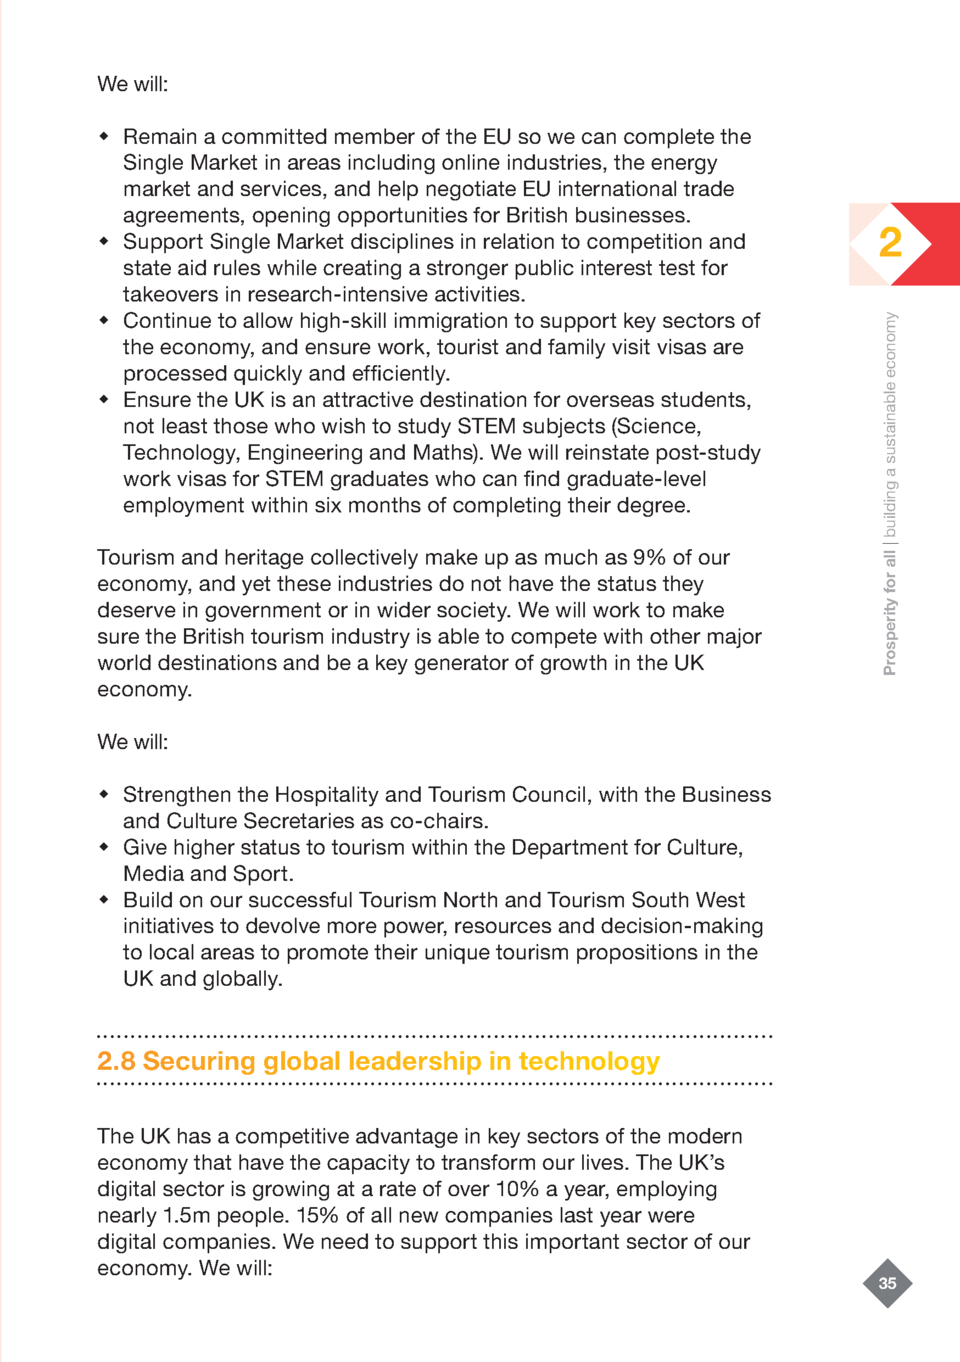 We will:
◆ Remain a committed member of the EU so we can complete the
Single Market in areas including online industries, the energy
market and services, and help negotiate EU international trade
agreements, opening opportunities for British businesses.
◆ Support Single Market disciplines in relation to competition and
state aid rules while creating a stronger public interest test for
takeovers in research-intensive activities.
◆ Continue to allow high-skill immigration to support key sectors of
the economy, and ensure work, tourist and family visit visas are
processed quickly and efficiently.
◆ Ensure the UK is an attractive destination for overseas students,
not least those who wish to study STEM subjects (Science,
Technology, Engineering and Maths). We will reinstate post-study
work visas for STEM graduates who can find graduate-level
employment within six months of completing their degree.
Tourism and heritage collectively make up as much as 9% of our
economy, and yet these industries do not have the status they
deserve in government or in wider society. We will work to make
sure the British tourism industry is able to compete with other major
world destinations and be a key generator of growth in the UK
economy.
We will:
◆ Strengthen the Hospitality and Tourism Council, with the Business
and Culture Secretaries as co-chairs.
◆ Give higher status to tourism within the Department for Culture,
Media and Sport.
◆ Build on our successful Tourism North and Tourism South West
initiatives to devolve more power, resources and decision-making
to local areas to promote their unique tourism propositions in the
UK and globally.
2.8 Securing global leadership in technology
The UK has a competitive advantage in key sectors of the modern
economy that have the capacity to transform our lives. The UK’s
digital sector is growing at a rate of over 10% a year, employing
nearly 1.5m people. 15% of all new companies last year were
digital companies. We need to support this important sector of our
economy. We will:
2
Prosperity for all | building a sustainable economy
35